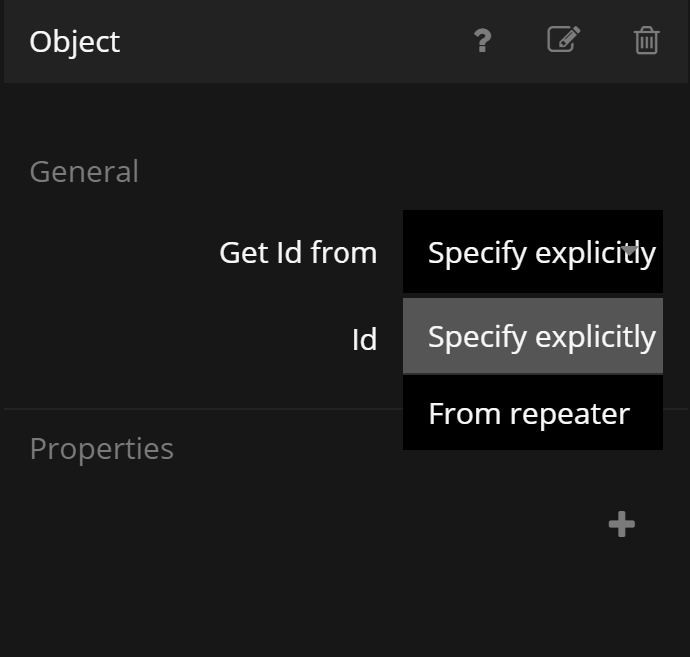 Object
General
Get Id from
Specify explicitly
Id
Specify explicitly
From repeater
Properties